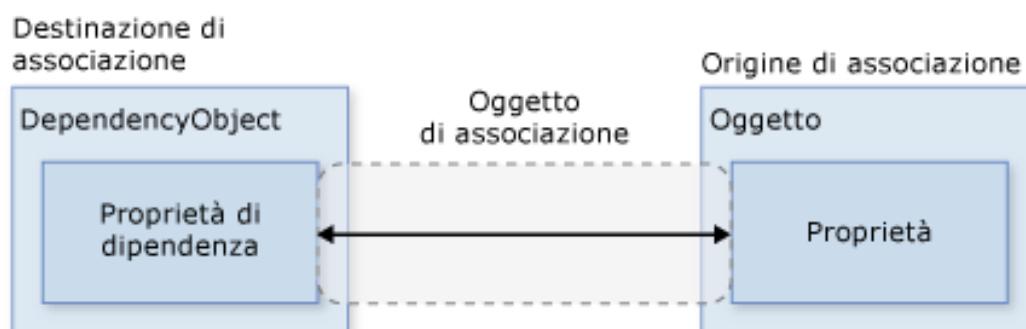 Destinazione di
associazione
Origine di associazione
DependencyObject
Oggetto
di associazione
Oggetto
Proprietà di
dipendenza
Proprietà